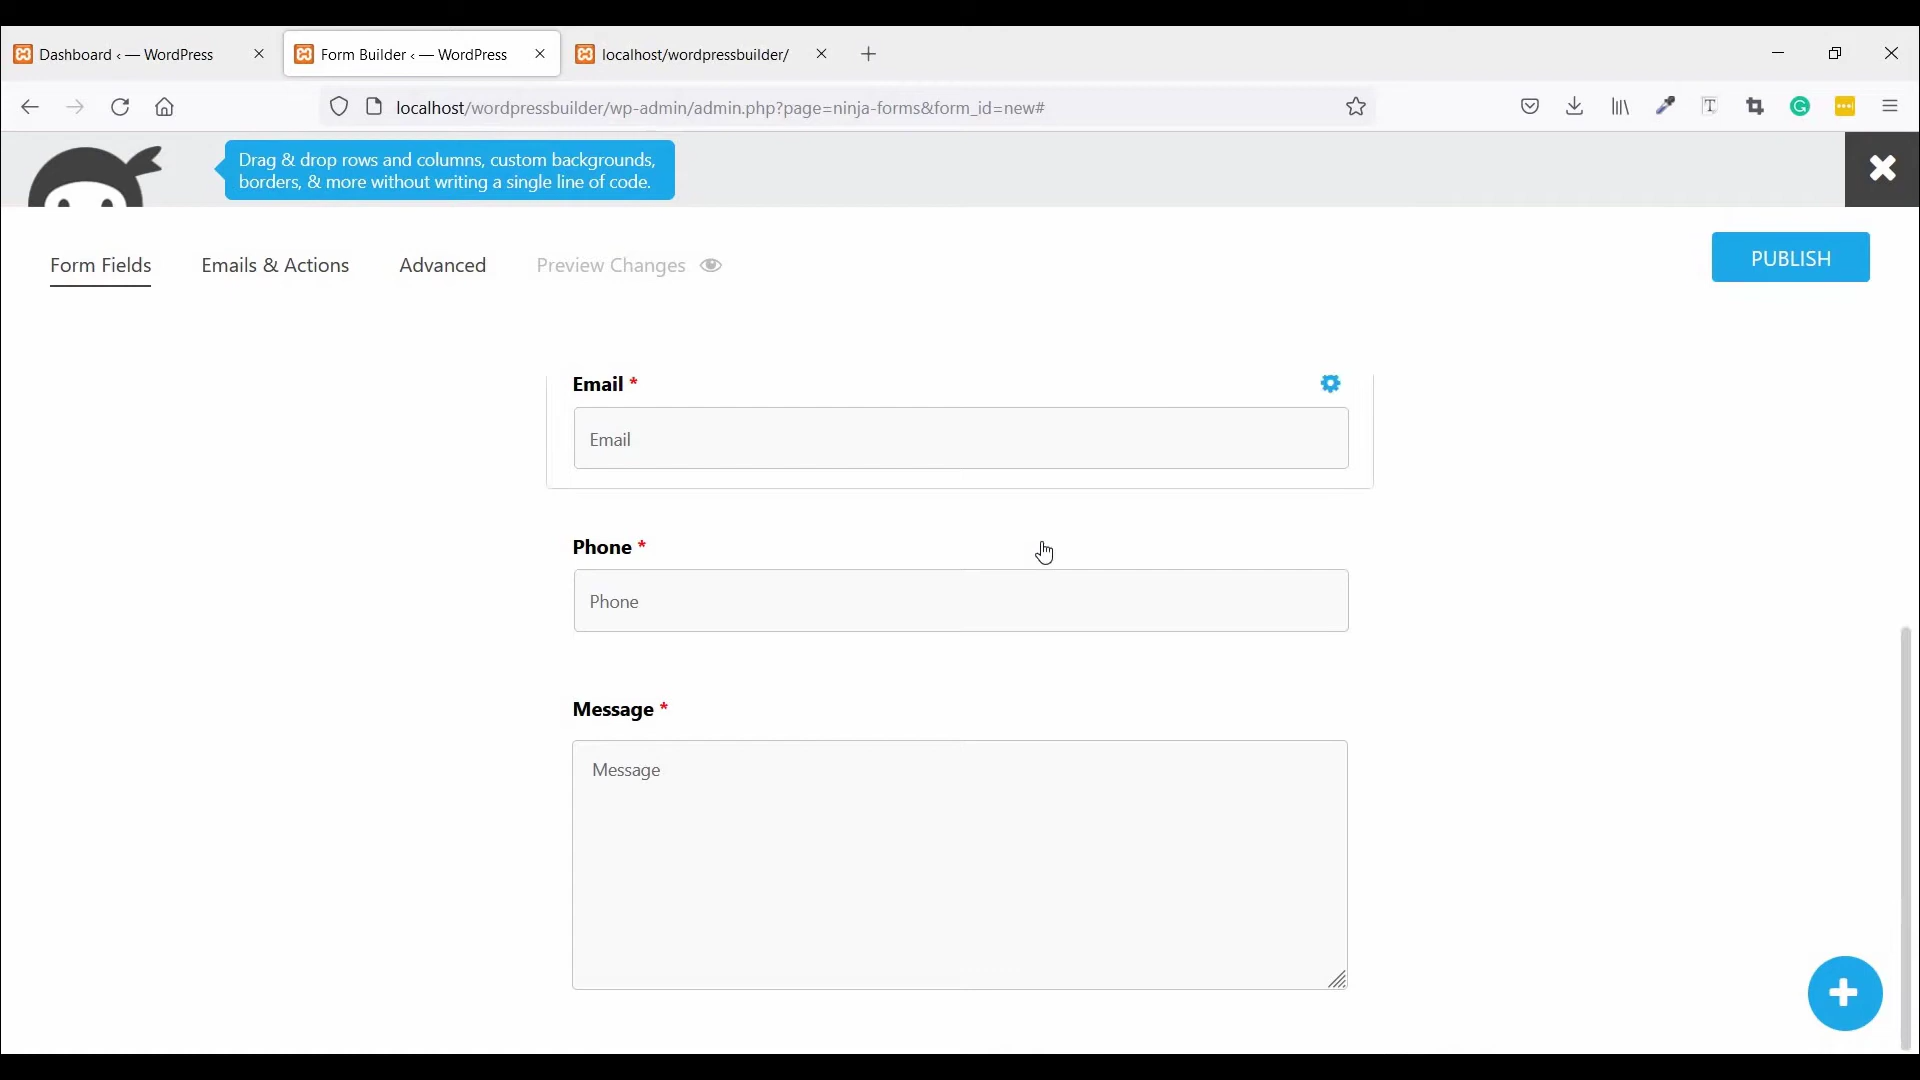 Dashboard ‹ — WordPress
Form Builder ‹ — WordPress
localhost/wordpressbuilder/
localhost/wordpressbuilder/wp-admin/admin.php?page=ninja-forms&form_id=new#
Drag & drop rows and columns, custom backgrounds,
borders, & more without writing a single line of code.
Form Fields
Emails & Actions
Advanced
Preview Changes
PUBLISH
Email *
Email
Phone *
Phone
Message *
Message